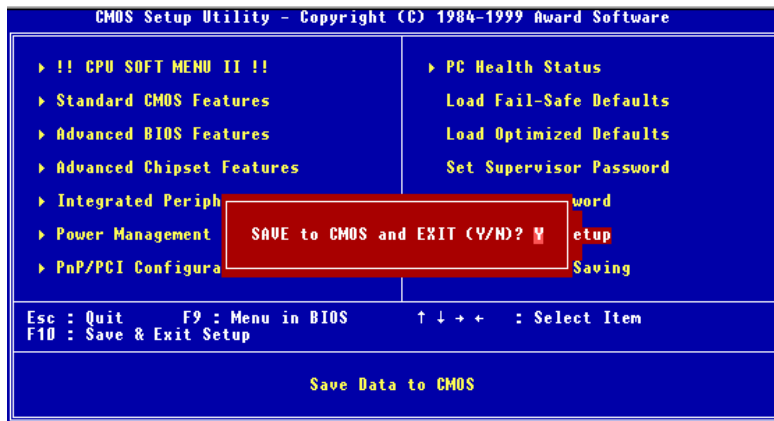 CMOS Setup Utility - Copyright (C) 1984-1999 Award Software
!! CPU SOFT MENU II !!
Standard CMOS Features
Advanced BIOS Features
Advanced Chipset Features
Integrated Periph
Power Management
PnP/PCI Configura
PC Health Status
Load Fail-Safe Defaults
Load Optimized Defaults
Set Supervisor Password
word
etup
Saving
SAVE to CMOS and EXIT (Y/N)? Y
Esc : Quit F9 : Menu in BIOS ↑ ↓ → ← : Select Item
F10 : Save & Exit Setup
Save Data to CMOS